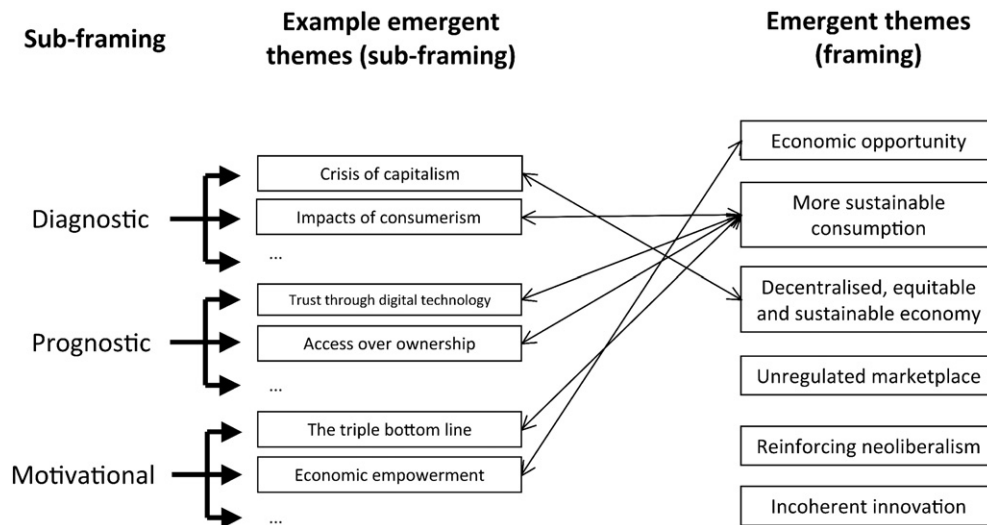 Sub-framing
Example emergent
themes (sub-framing)
Emergent themes
(framing)
Diagnostic
Crisis of capitalism
Impacts of consumerism
...
Prognostic
Trust through digital technology
Access over ownership
...
Motivational
The triple bottom line
Economic empowerment
...
Economic opportunity
More sustainable
consumption
Decentralised, equitable
and sustainable economy
Unregulated marketplace
Reinforcing neoliberalism
Incoherent innovation